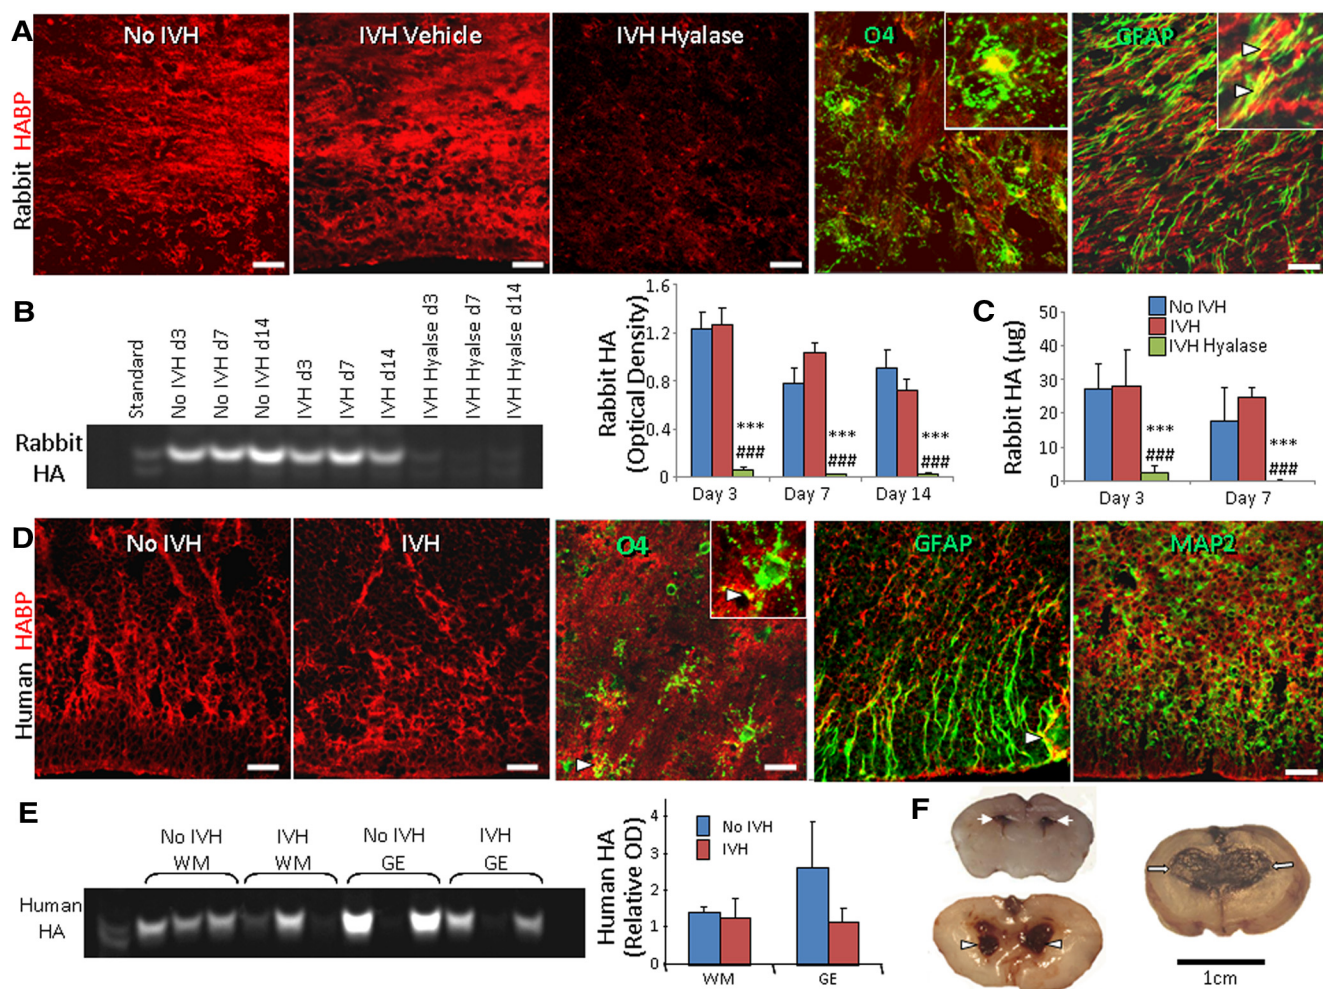 A
No IVH
IVH Vehicle
IVH Hyalase
O4
GFAP
Rabbit HABP
B
Standard
No IVH d3
No IVH d7
No IVH d14
IVH d3
IVH d7
IVH d14
IVH Hyalse d3
IVH Hyalse d7
IVH Hyalse d14
Rabbit
HA
Rabbit HA
(Optical Density)
1.6
1.2
0.8
0.4
0
***
###
***
###
***
###
Day 3
Day 7
Day 14
C
Rabbit HA (µg)
50
40
30
20
10
0
No IVH
IVH
IVH Hyalase
***
###
***
###
Day 3
Day 7
D
No IVH
IVH
O4
GFAP
MAP2
Human HABP
E
No IVH
WM
IVH
WM
No IVH
GE
IVH
GE
Human
HA
Human HA
(Relative OD)
4
3
2
1
0
No IVH
IVH
WM
GE
F
1cm